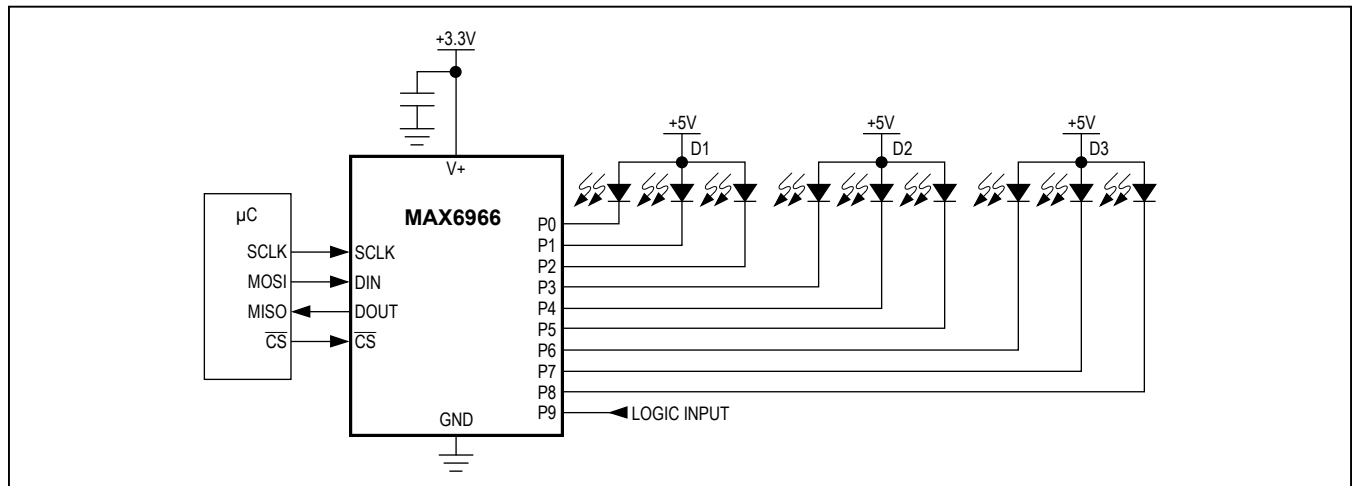 +3.3V
+5V
+5V
+5V
D1
D2
D3
V+
µC
MAX6966
P0
P1
SCLK
SCLK
P2
MOSI
DIN
P3
MISO
DOUT
P4
P5
CS
CS
P6
P7
P8
GND
P9
LOGIC INPUT